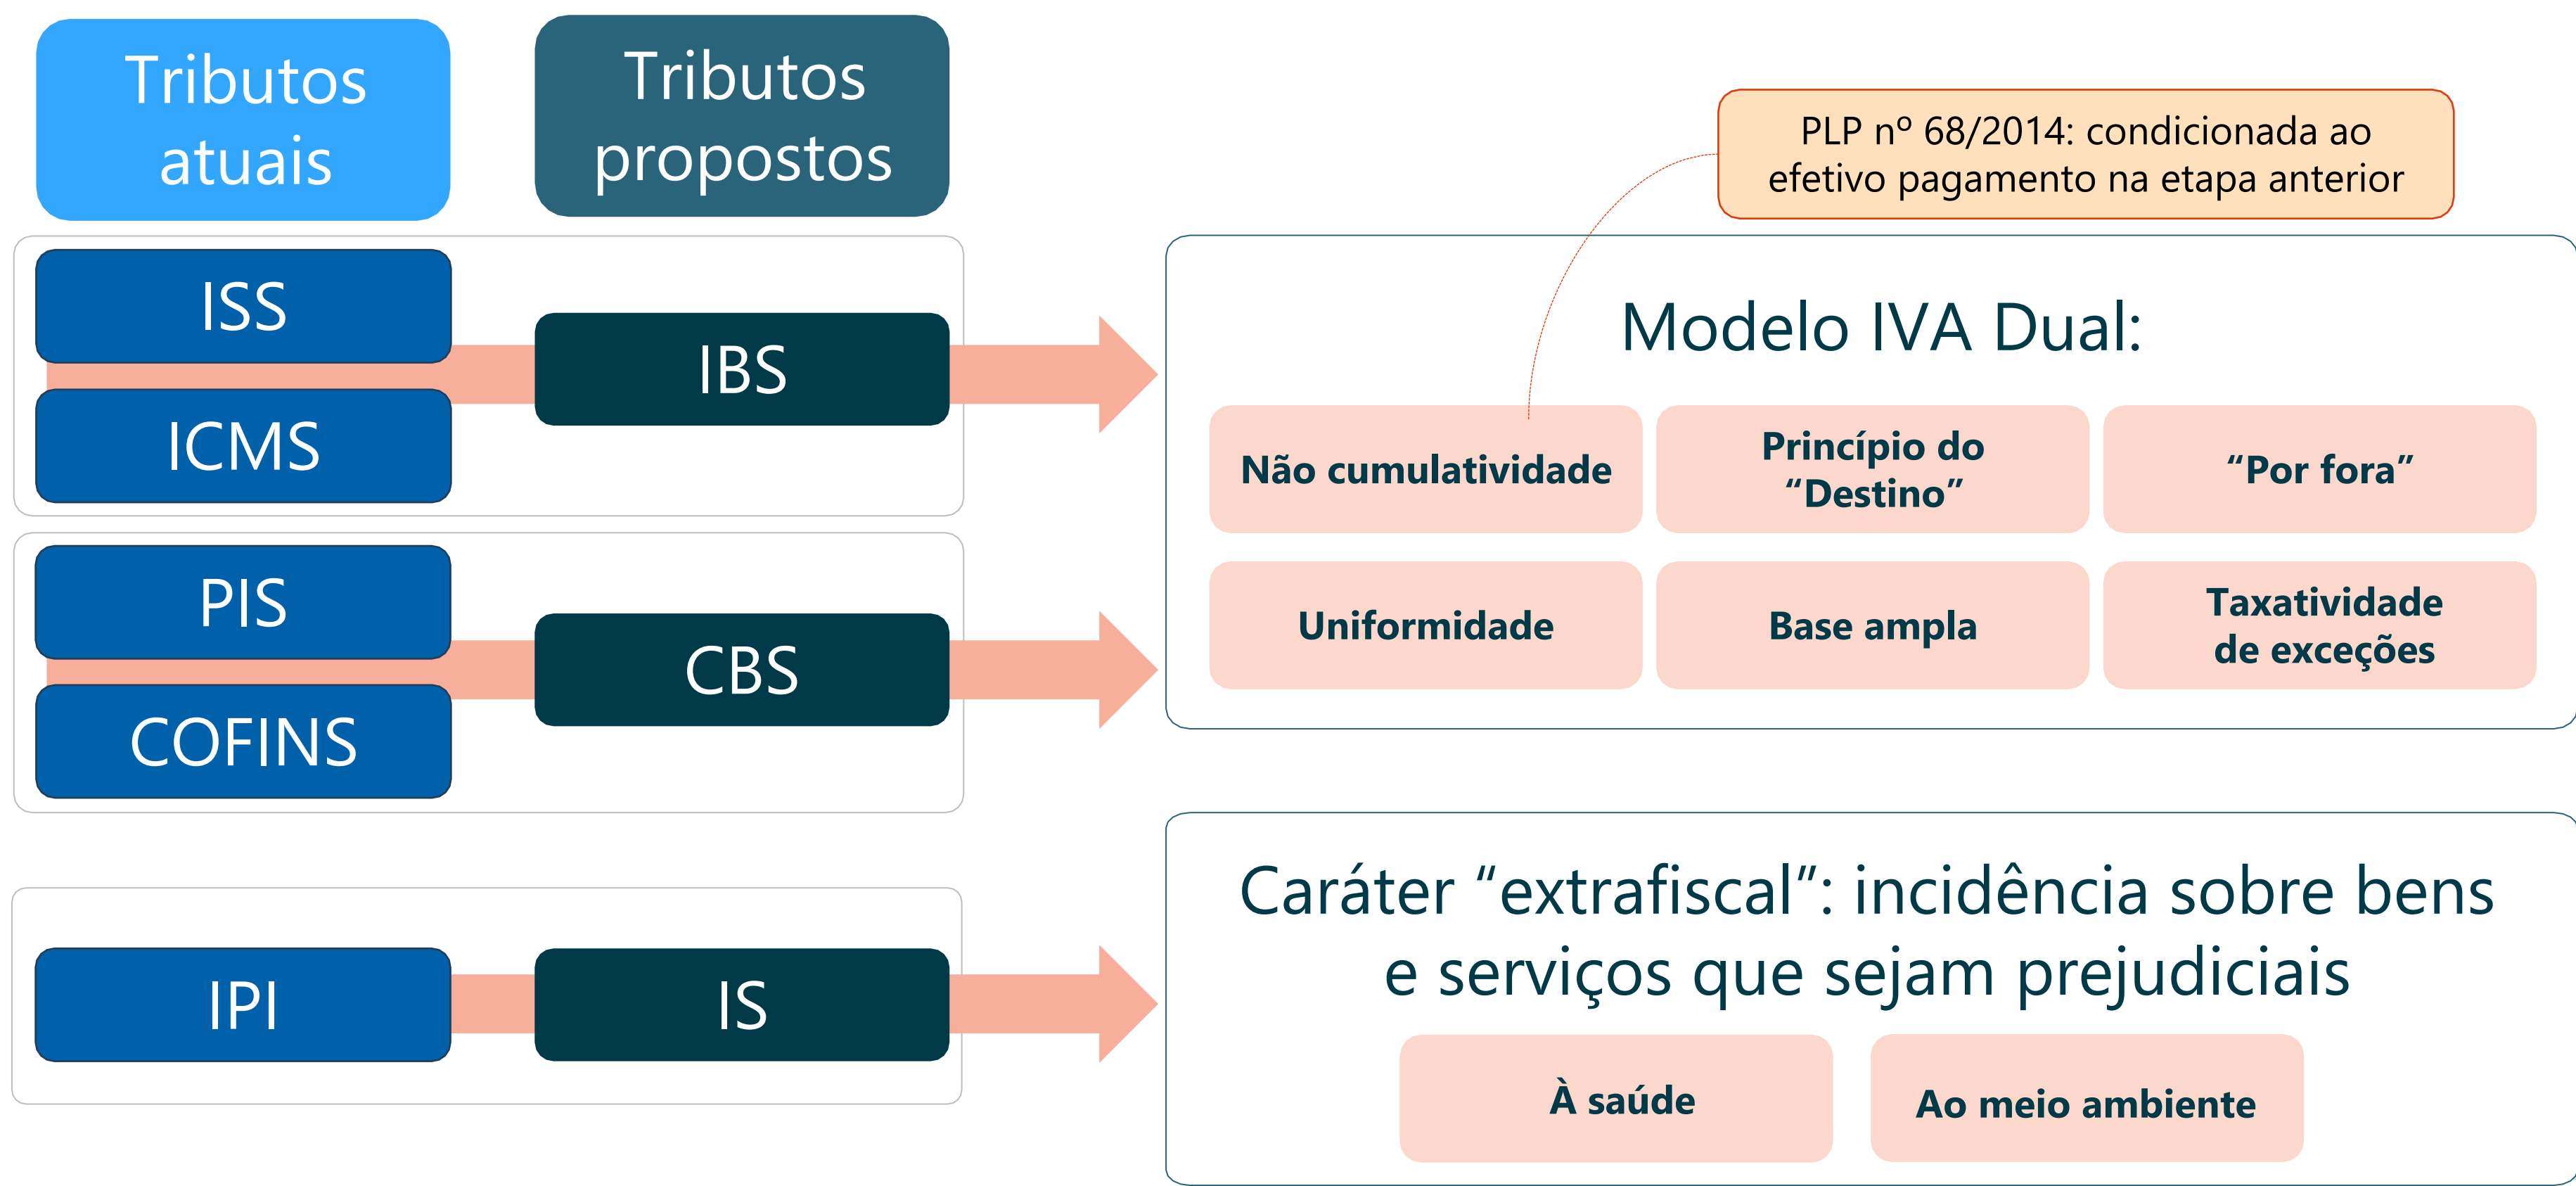 Tributos
atuais
Tributos
propostos
PLP nº 68/2014: condicionada ao
efetivo pagamento na etapa anterior
ISS
ICMS
IBS
PIS
COFINS
CBS
IPI
IS
Modelo IVA Dual:
Não cumulatividade
Princípio do
“Destino”
“Por fora”
Uniformidade
Base ampla
Taxatividade
de exceções
Caráter “extrafiscal”: incidência sobre bens
e serviços que sejam prejudiciais
À saúde
Ao meio ambiente